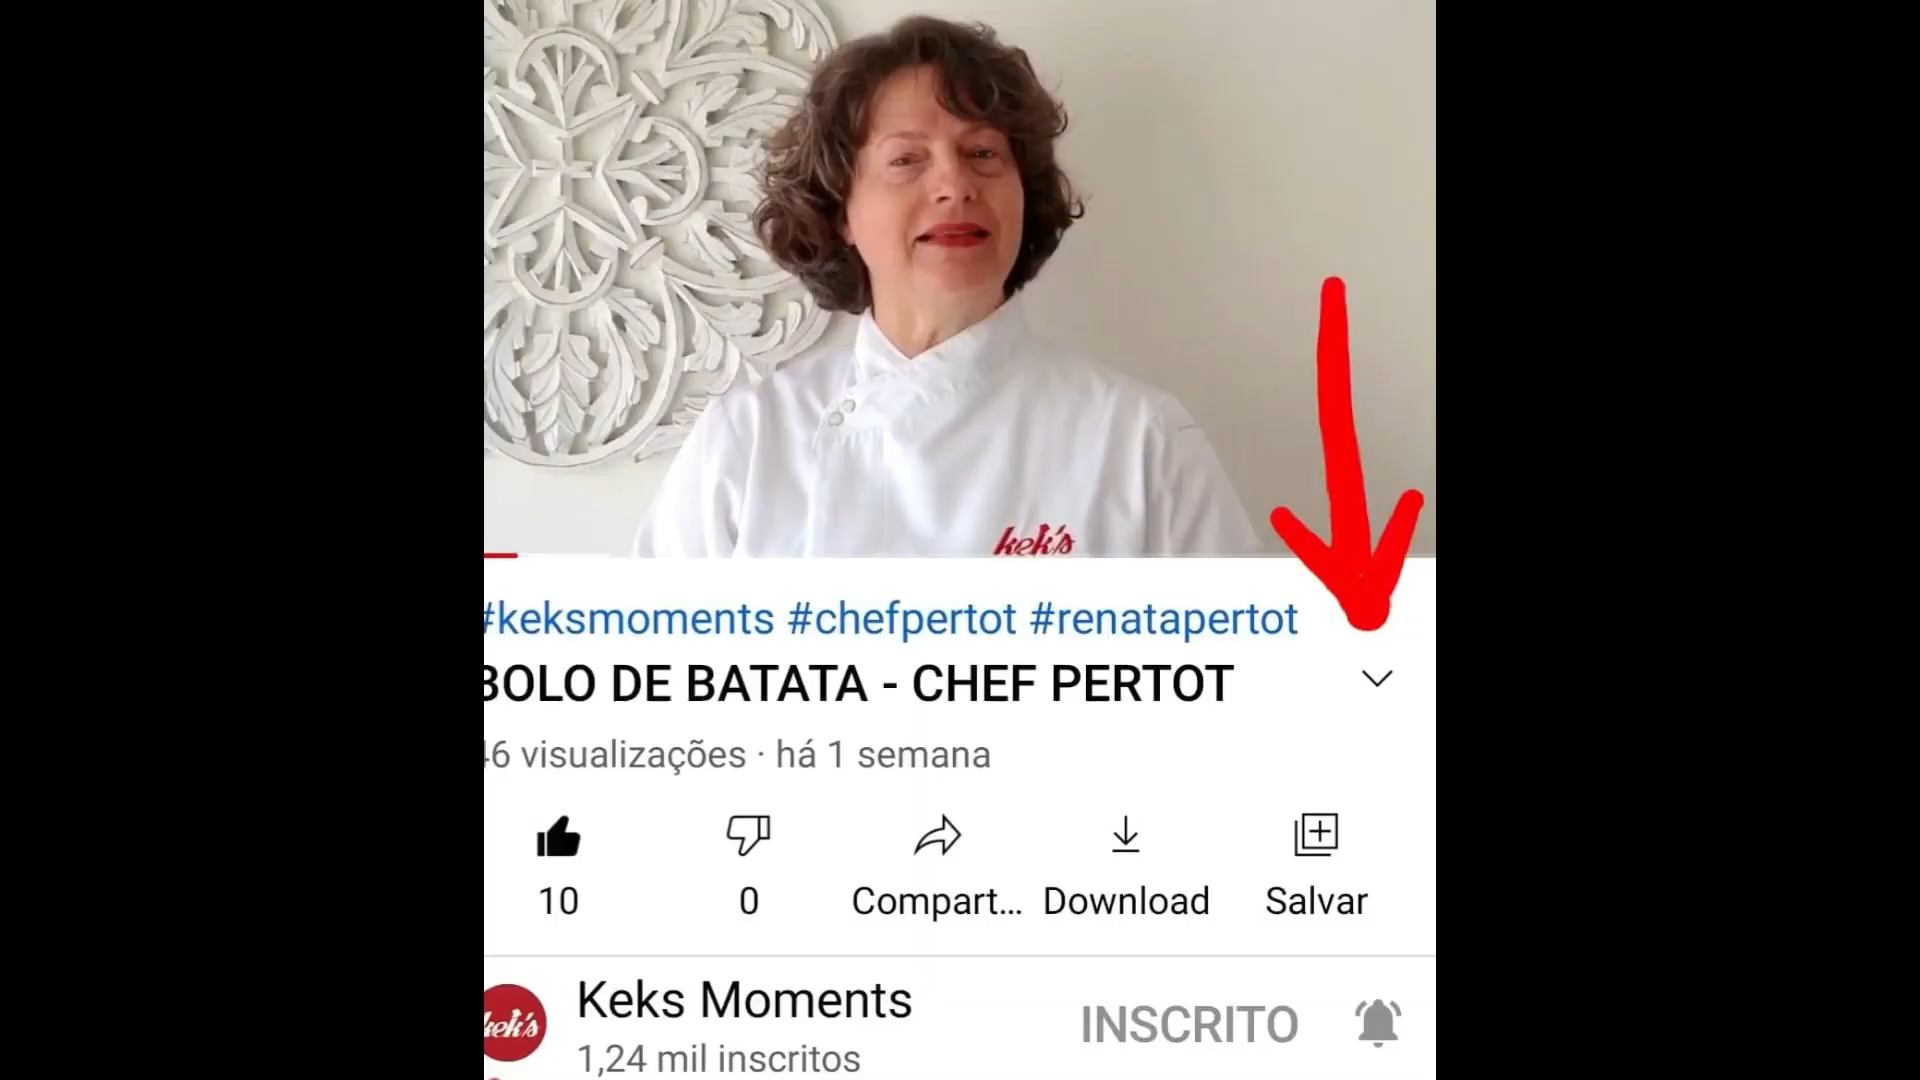 kek's
#keksmoments #chefpertot #renatapertot
BOLO DE BATATA - CHEF PERTOT
46 visualizações · há 1 semana
10
0
Compart...
Download
Salvar
kek's
Keks Moments
1,24 mil inscritos
INSCRITO